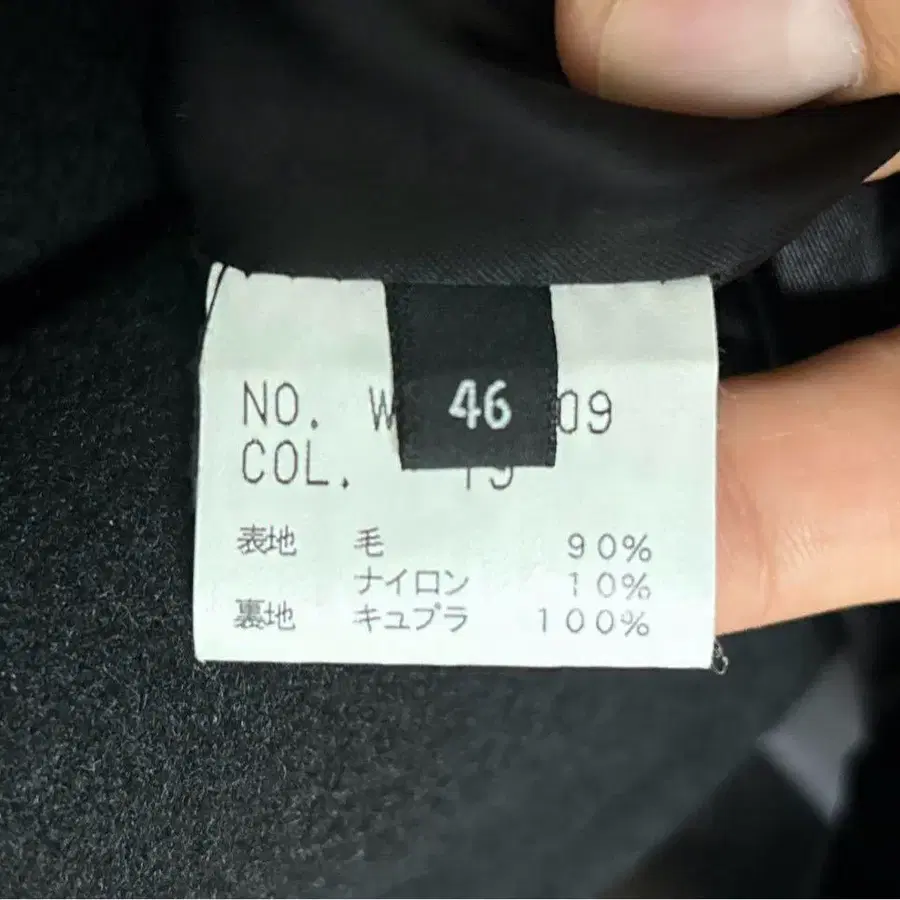 46
NO. W 09
COL. 19
表地 毛 90%
ナイロン 10%
裏地 キュプラ 100%